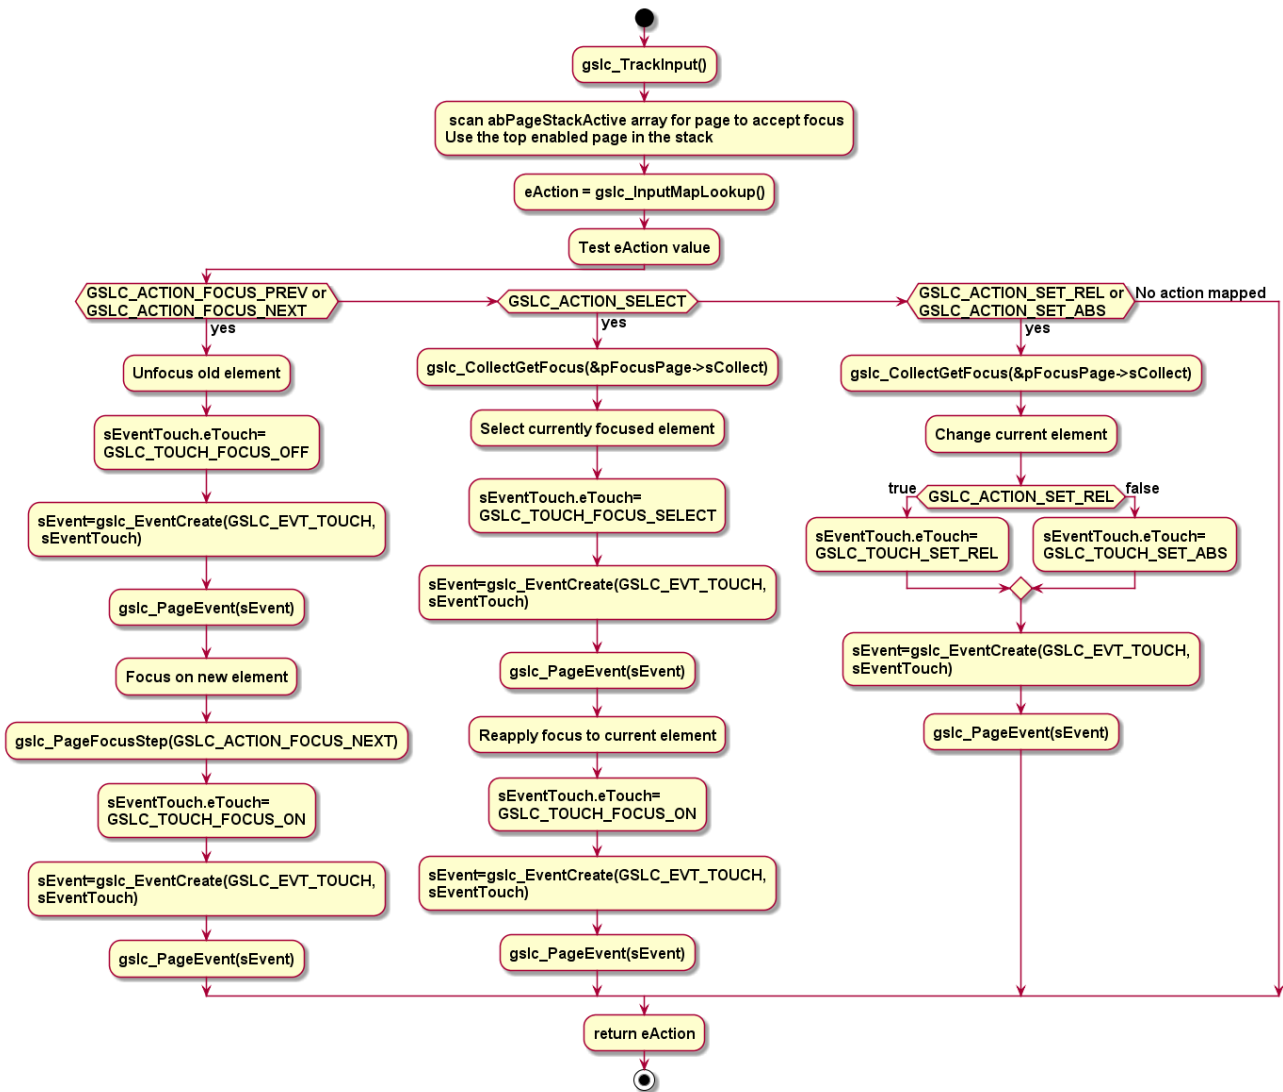 gslc_TrackInput()
scan abPageStackActive array for page to accept focus
Use the top enabled page in the stack
eAction = gslc_InputMapLookup()
Test eAction value
GSLC_ACTION_FOCUS_PREV or
GSLC_ACTION_FOCUS_NEXT
yes
Unfocus old element
sEventTouch.eTouch=
GSLC_TOUCH_FOCUS_OFF
sEvent=gslc_EventCreate(GSLC_EVT_TOUCH,
sEventTouch)
gslc_PageEvent(sEvent)
Focus on new element
gslc_PageFocusStep(GSLC_ACTION_FOCUS_NEXT)
sEventTouch.eTouch=
GSLC_TOUCH_FOCUS_ON
sEvent=gslc_EventCreate(GSLC_EVT_TOUCH,
sEventTouch)
gslc_PageEvent(sEvent)
GSLC_ACTION_SELECT
yes
gslc_CollectGetFocus(&pFocusPage->sCollect)
Select currently focused element
sEventTouch.eTouch=
GSLC_TOUCH_FOCUS_SELECT
sEvent=gslc_EventCreate(GSLC_EVT_TOUCH,
sEventTouch)
gslc_PageEvent(sEvent)
Reapply focus to current element
sEventTouch.eTouch=
GSLC_TOUCH_FOCUS_ON
sEvent=gslc_EventCreate(GSLC_EVT_TOUCH,
sEventTouch)
gslc_PageEvent(sEvent)
GSLC_ACTION_SET_REL or
GSLC_ACTION_SET_ABS
No action mapped
yes
gslc_CollectGetFocus(&pFocusPage->sCollect)
Change current element
true
GSLC_ACTION_SET_REL
false
sEventTouch.eTouch=
GSLC_TOUCH_SET_REL
sEventTouch.eTouch=
GSLC_TOUCH_SET_ABS
sEvent=gslc_EventCreate(GSLC_EVT_TOUCH,
sEventTouch)
gslc_PageEvent(sEvent)
return eAction